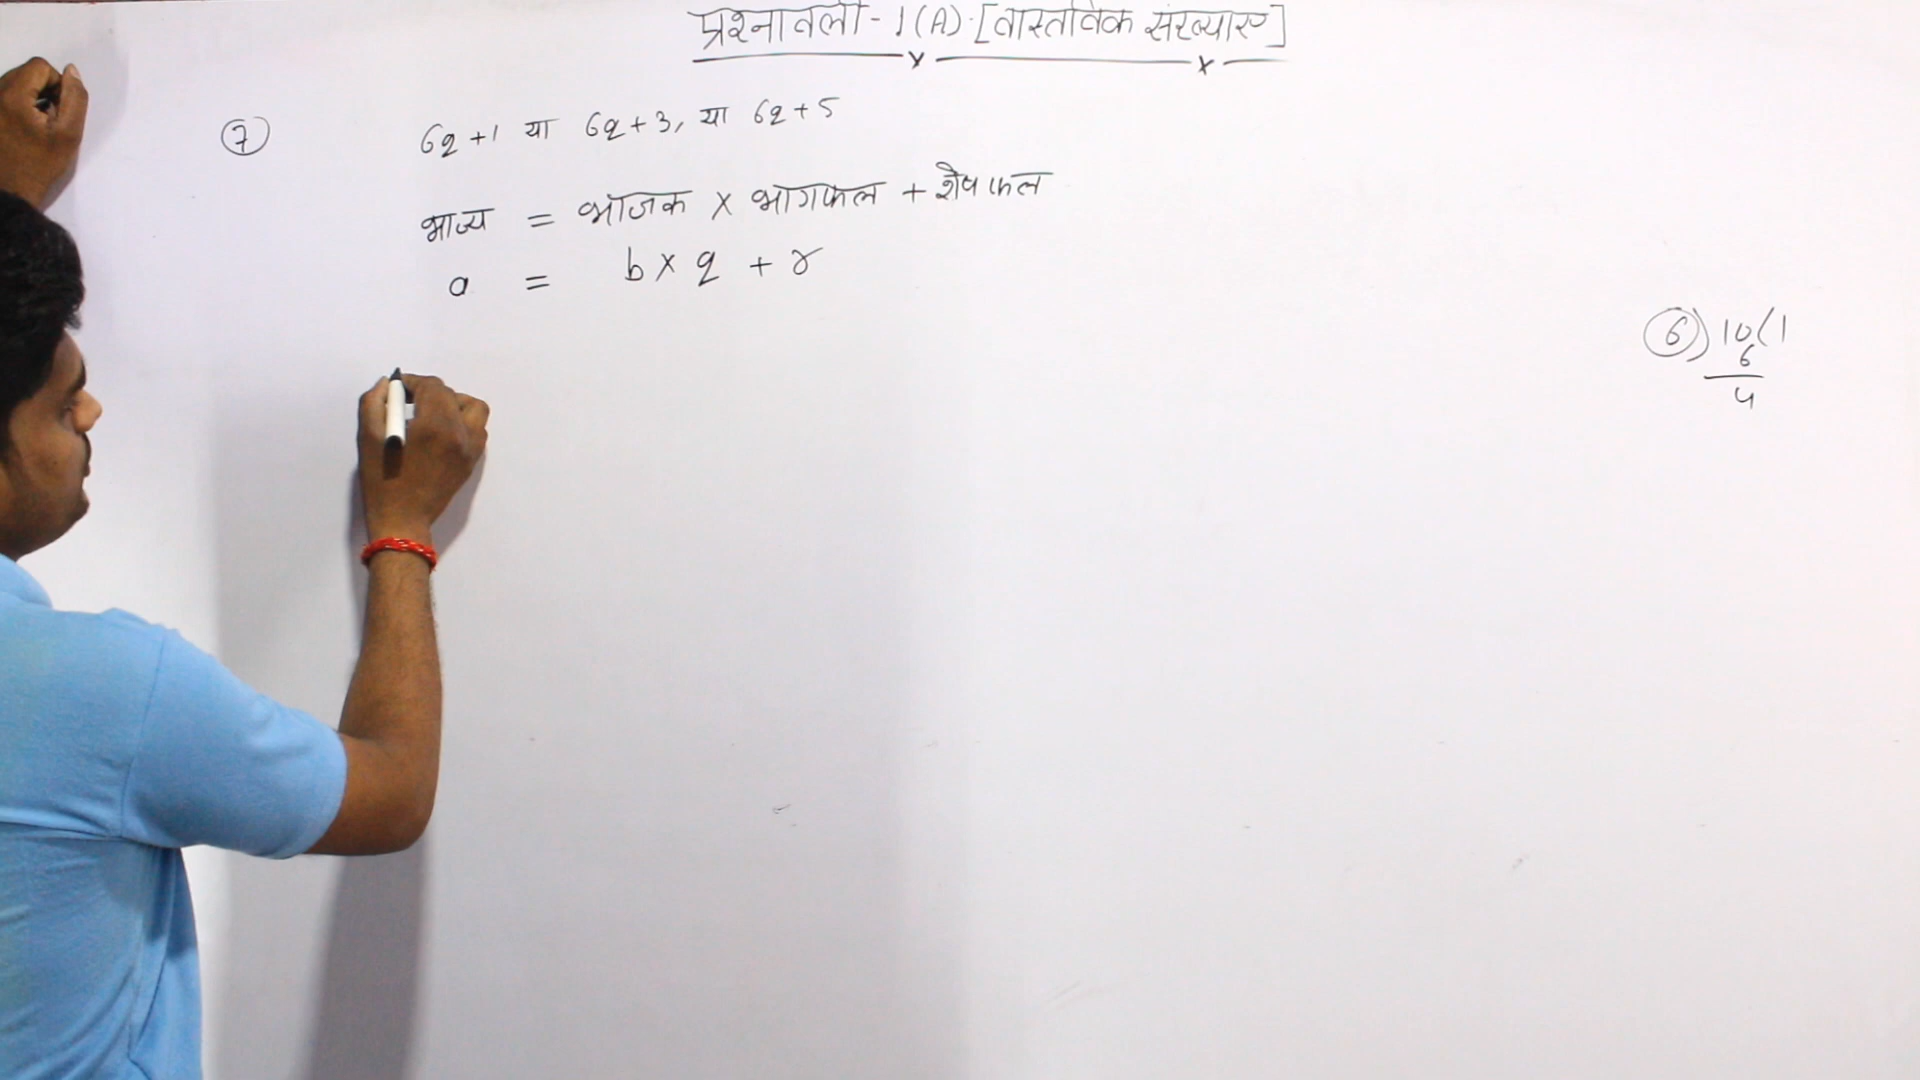 प्रश्नावली - 1(A) · [वास्तविक संख्याएँ]
7 6q + 1 या 6q + 3, या 6q + 5
भाज्य = भाजक × भागफल + शेषफल
a = b × q + r
6) 10 ( 1
6
4